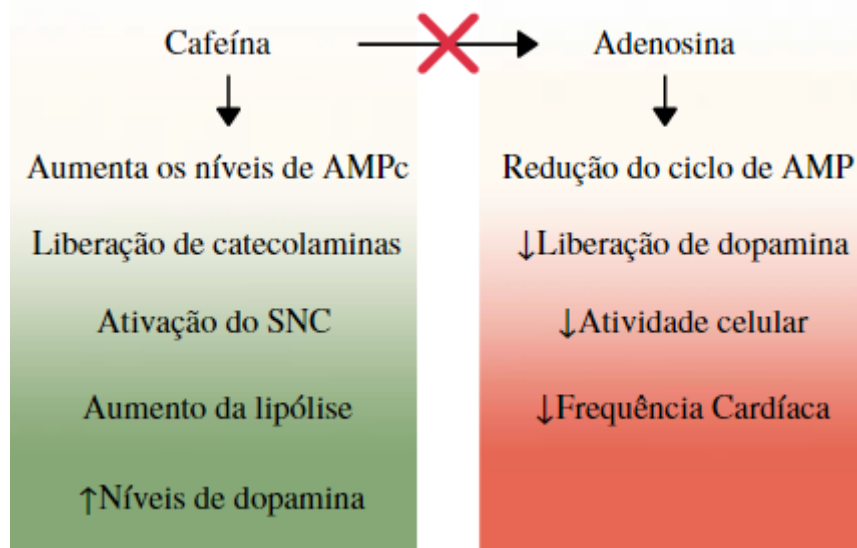 Cafeína
Adenosina
Aumenta os níveis de AMPc
Liberação de catecolaminas
Ativação do SNC
Aumento da lipólise
↑Níveis de dopamina
Redução do ciclo de AMP
↓Liberação de dopamina
↓Atividade celular
↓Frequência Cardíaca